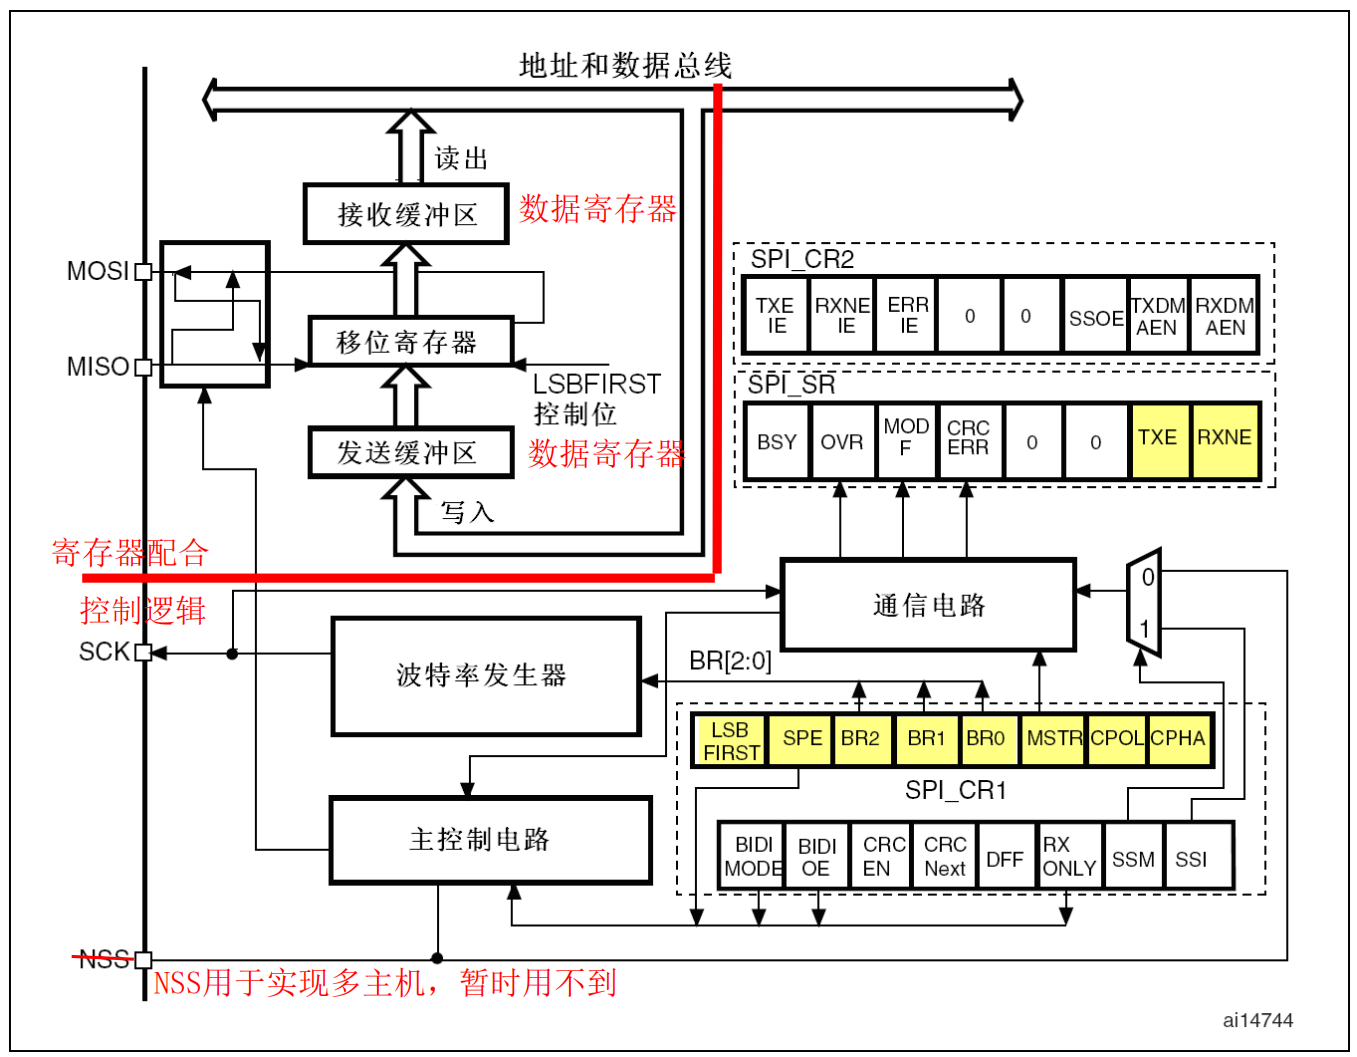 地址和数据总线
读出
接收缓冲区
数据寄存器
MOSI
移位寄存器
MISO
LSBFIRST
控制位
发送缓冲区
数据寄存器
写入
寄存器配合
控制逻辑
SPI_CR2
TXE
IE
RXNE
IE
ERR
IE
0
0
SSOE
TXDM
AEN
RXDM
AEN
SPI_SR
BSY
OVR
MOD
F
CRC
ERR
0
0
TXE
RXNE
通信电路
0
1
SCK
波特率发生器
BR[2:0]
LSB
FIRST
SPE
BR2
BR1
BR0
MSTR
CPOL
CPHA
SPI_CR1
主控制电路
BIDI
MODE
BIDI
OE
CRC
EN
CRC
Next
DFF
RX
ONLY
SSM
SSI
NSS
NSS用于实现多主机，暂时用不到
ai14744